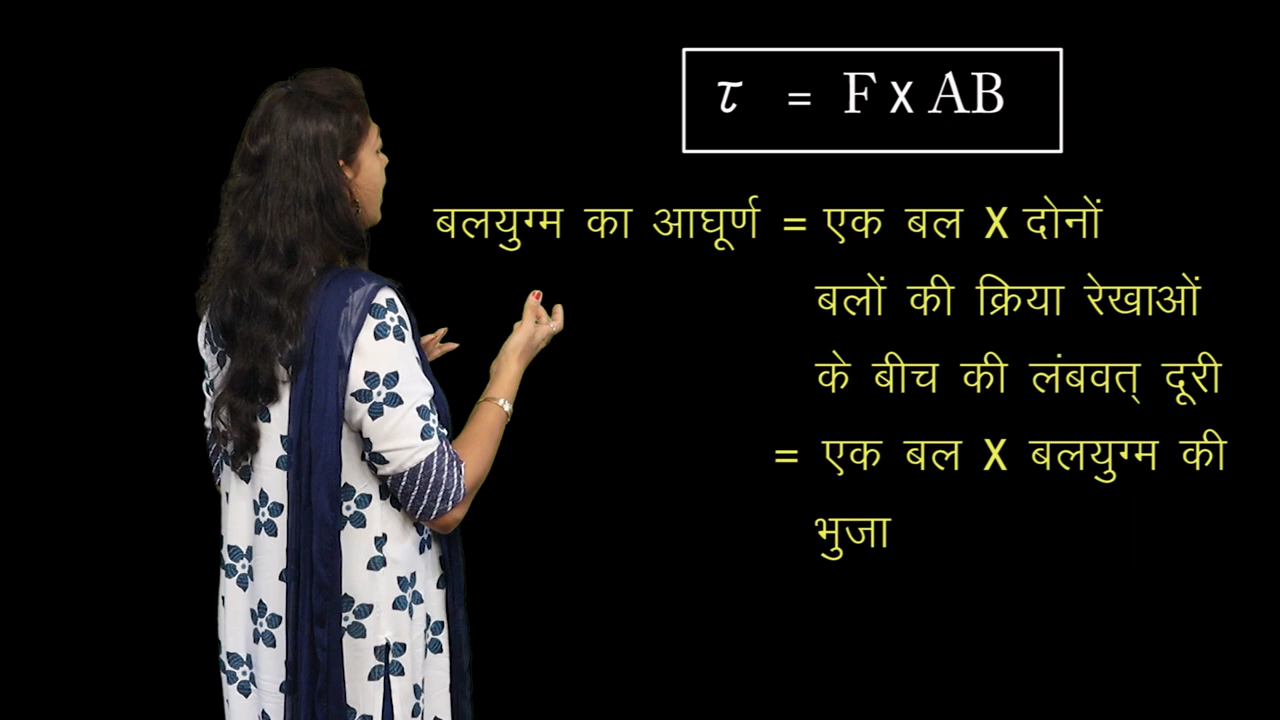 τ = F x AB
बलयुग्म का आघूर्ण = एक बल X दोनों
बलों की क्रिया रेखाओं
के बीच की लंबवत् दूरी
= एक बल X बलयुग्म की
भुजा